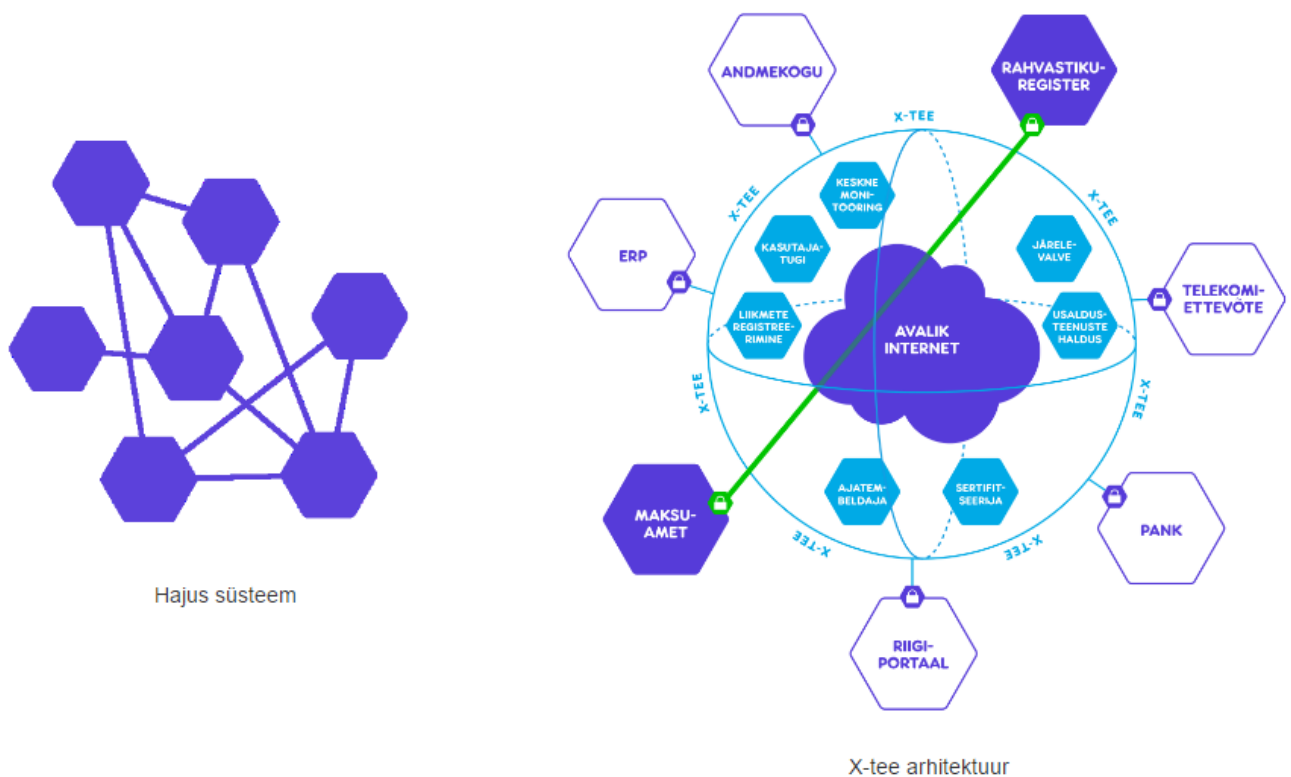 ANDMEKOGU
RAHVASTIKU-
REGISTER
X-TEE
X-TEE
X-TEE
KESKNE
MONI-
TOORING
KASUTAJA-
TUGI
JÄRELE-
VALVE
ERP
TELEKOMI-
ETTEVÕTE
LIIKMETE
REGISTREE-
RIMINE
USALDUS-
TEENUSTE
HALDUS
AVALIK
INTERNET
X-TEE
X-TEE
AJATEM-
BELDAJA
SERTIFIT-
SEERIJA
MAKSU-
AMET
PANK
X-TEE
X-TEE
RIIGI-
PORTAAL
Hajus süsteem
X-tee arhitektuur